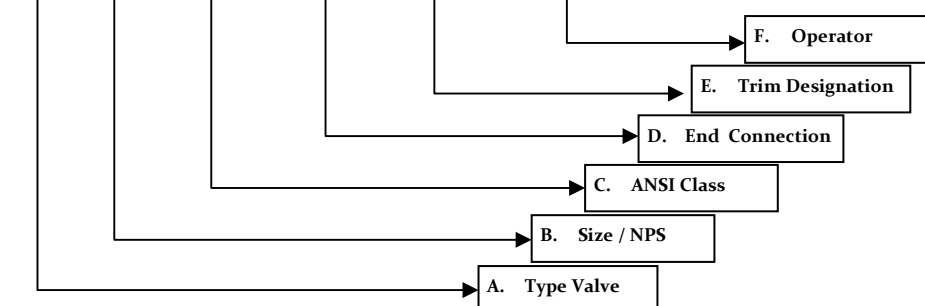 F. Operator
E. Trim Designation
D. End Connection
C. ANSI Class
B. Size / NPS
A. Type Valve